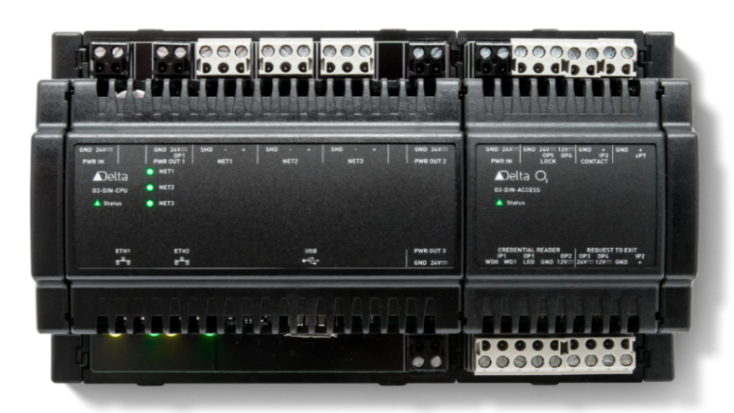 GND 24V GND 24V SHD - + SHD - + SHD - + GND 24V
OP1
PWR IN PWR OUT 1 NET1 NET2 NET3 PWR OUT 2
Delta
NET1
O3-DIN-CPU
NET2
Status
NET3
ETH1 ETH2 USB PWR OUT 3
GND 24V
GND 24V GND 24V 12V GND + GND +
OP5 OP6 IP3
PWR IN LOCK CONTACT xP7
Delta O3
O3-DIN-ACCESS
Status
CREDENTIAL READER REQUEST TO EXIT
IP1 OP1 OP2 OP3 OP4 IP2
WD0 WD1 LED GND 12V 24V 12V GND +